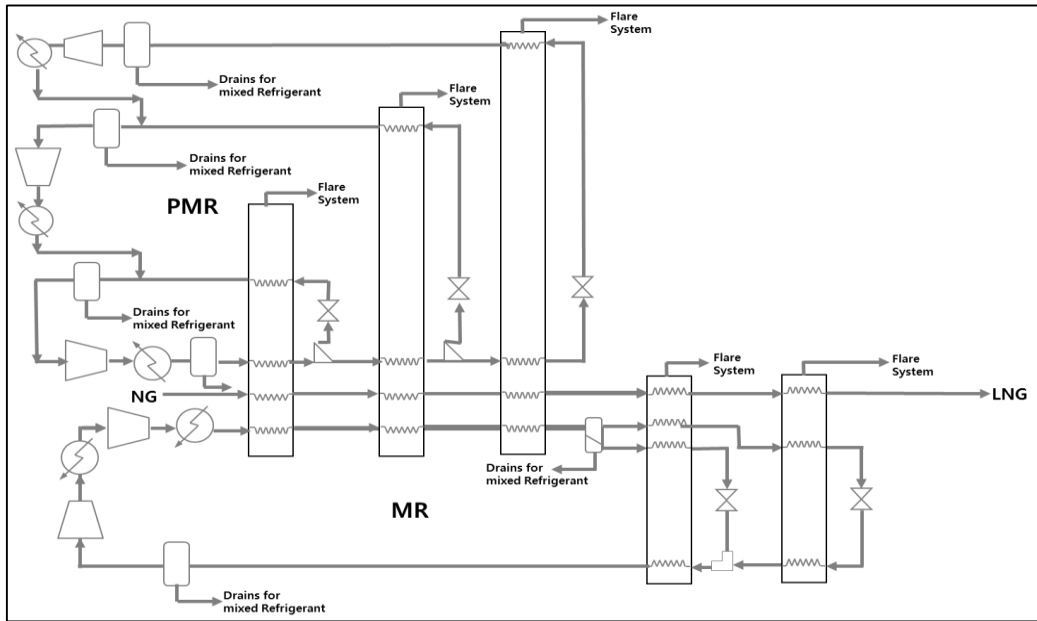 Flare
System
Drains for
mixed Refrigerant
Flare
System
Drains for
mixed Refrigerant
PMR
Flare
System
Drains for
mixed Refrigerant
Flare
System
Flare
System
NG
LNG
Drains for
mixed Refrigerant
MR
Drains for
mixed Refrigerant